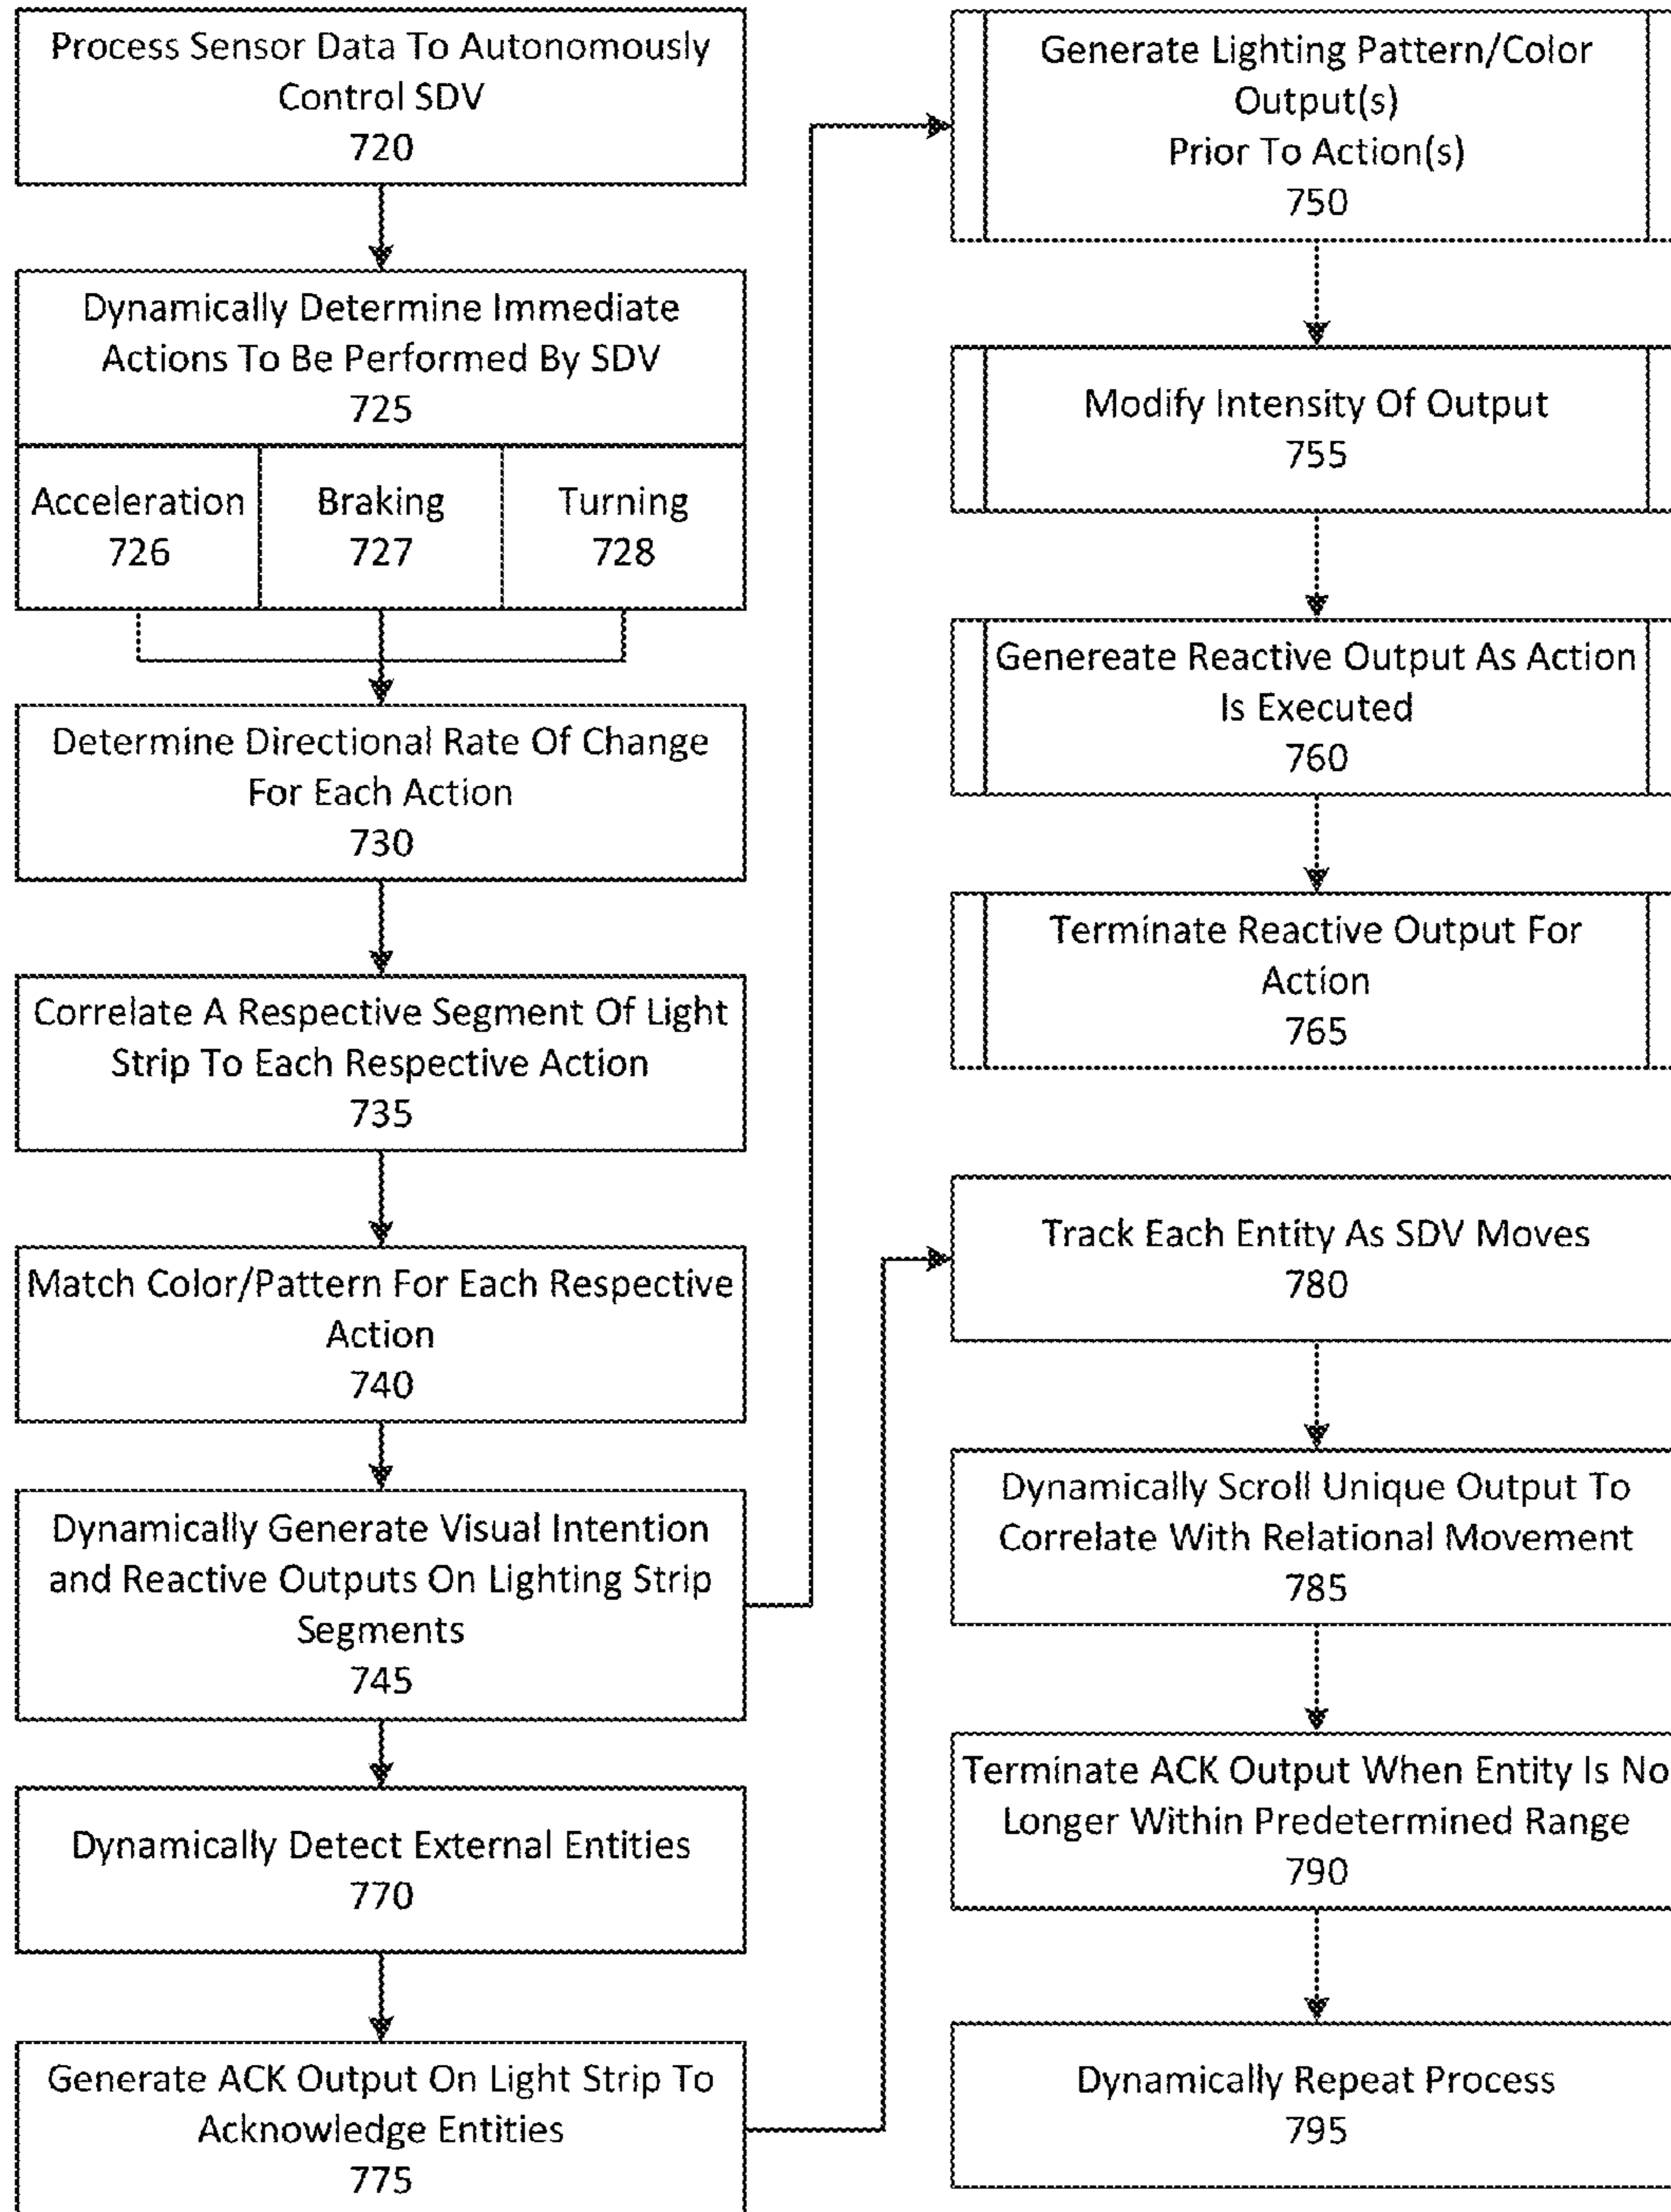 Process Sensor Data To Autonomously
Control SDV
720
Dynamically Determine Immediate
Actions To Be Performed By SDV
725
Acceleration
726
Braking
727
Turning
728
Determine Directional Rate Of Change
For Each Action
730
Correlate A Respective Segment Of Light
Strip To Each Respective Action
735
Match Color/Pattern For Each Respective
Action
740
Dynamically Generate Visual Intention
and Reactive Outputs On Lighting Strip
Segments
745
Dynamically Detect External Entities
770
Generate ACK Output On Light Strip To
Acknowledge Entities
775
Generate Lighting Pattern/Color
Output(s)
Prior To Action(s)
750
Modify Intensity Of Output
755
Genereate Reactive Output As Action
Is Executed
760
Terminate Reactive Output For
Action
765
Track Each Entity As SDV Moves
780
Dynamically Scroll Unique Output To
Correlate With Relational Movement
785
Terminate ACK Output When Entity Is No
Longer Within Predetermined Range
790
Dynamically Repeat Process
795